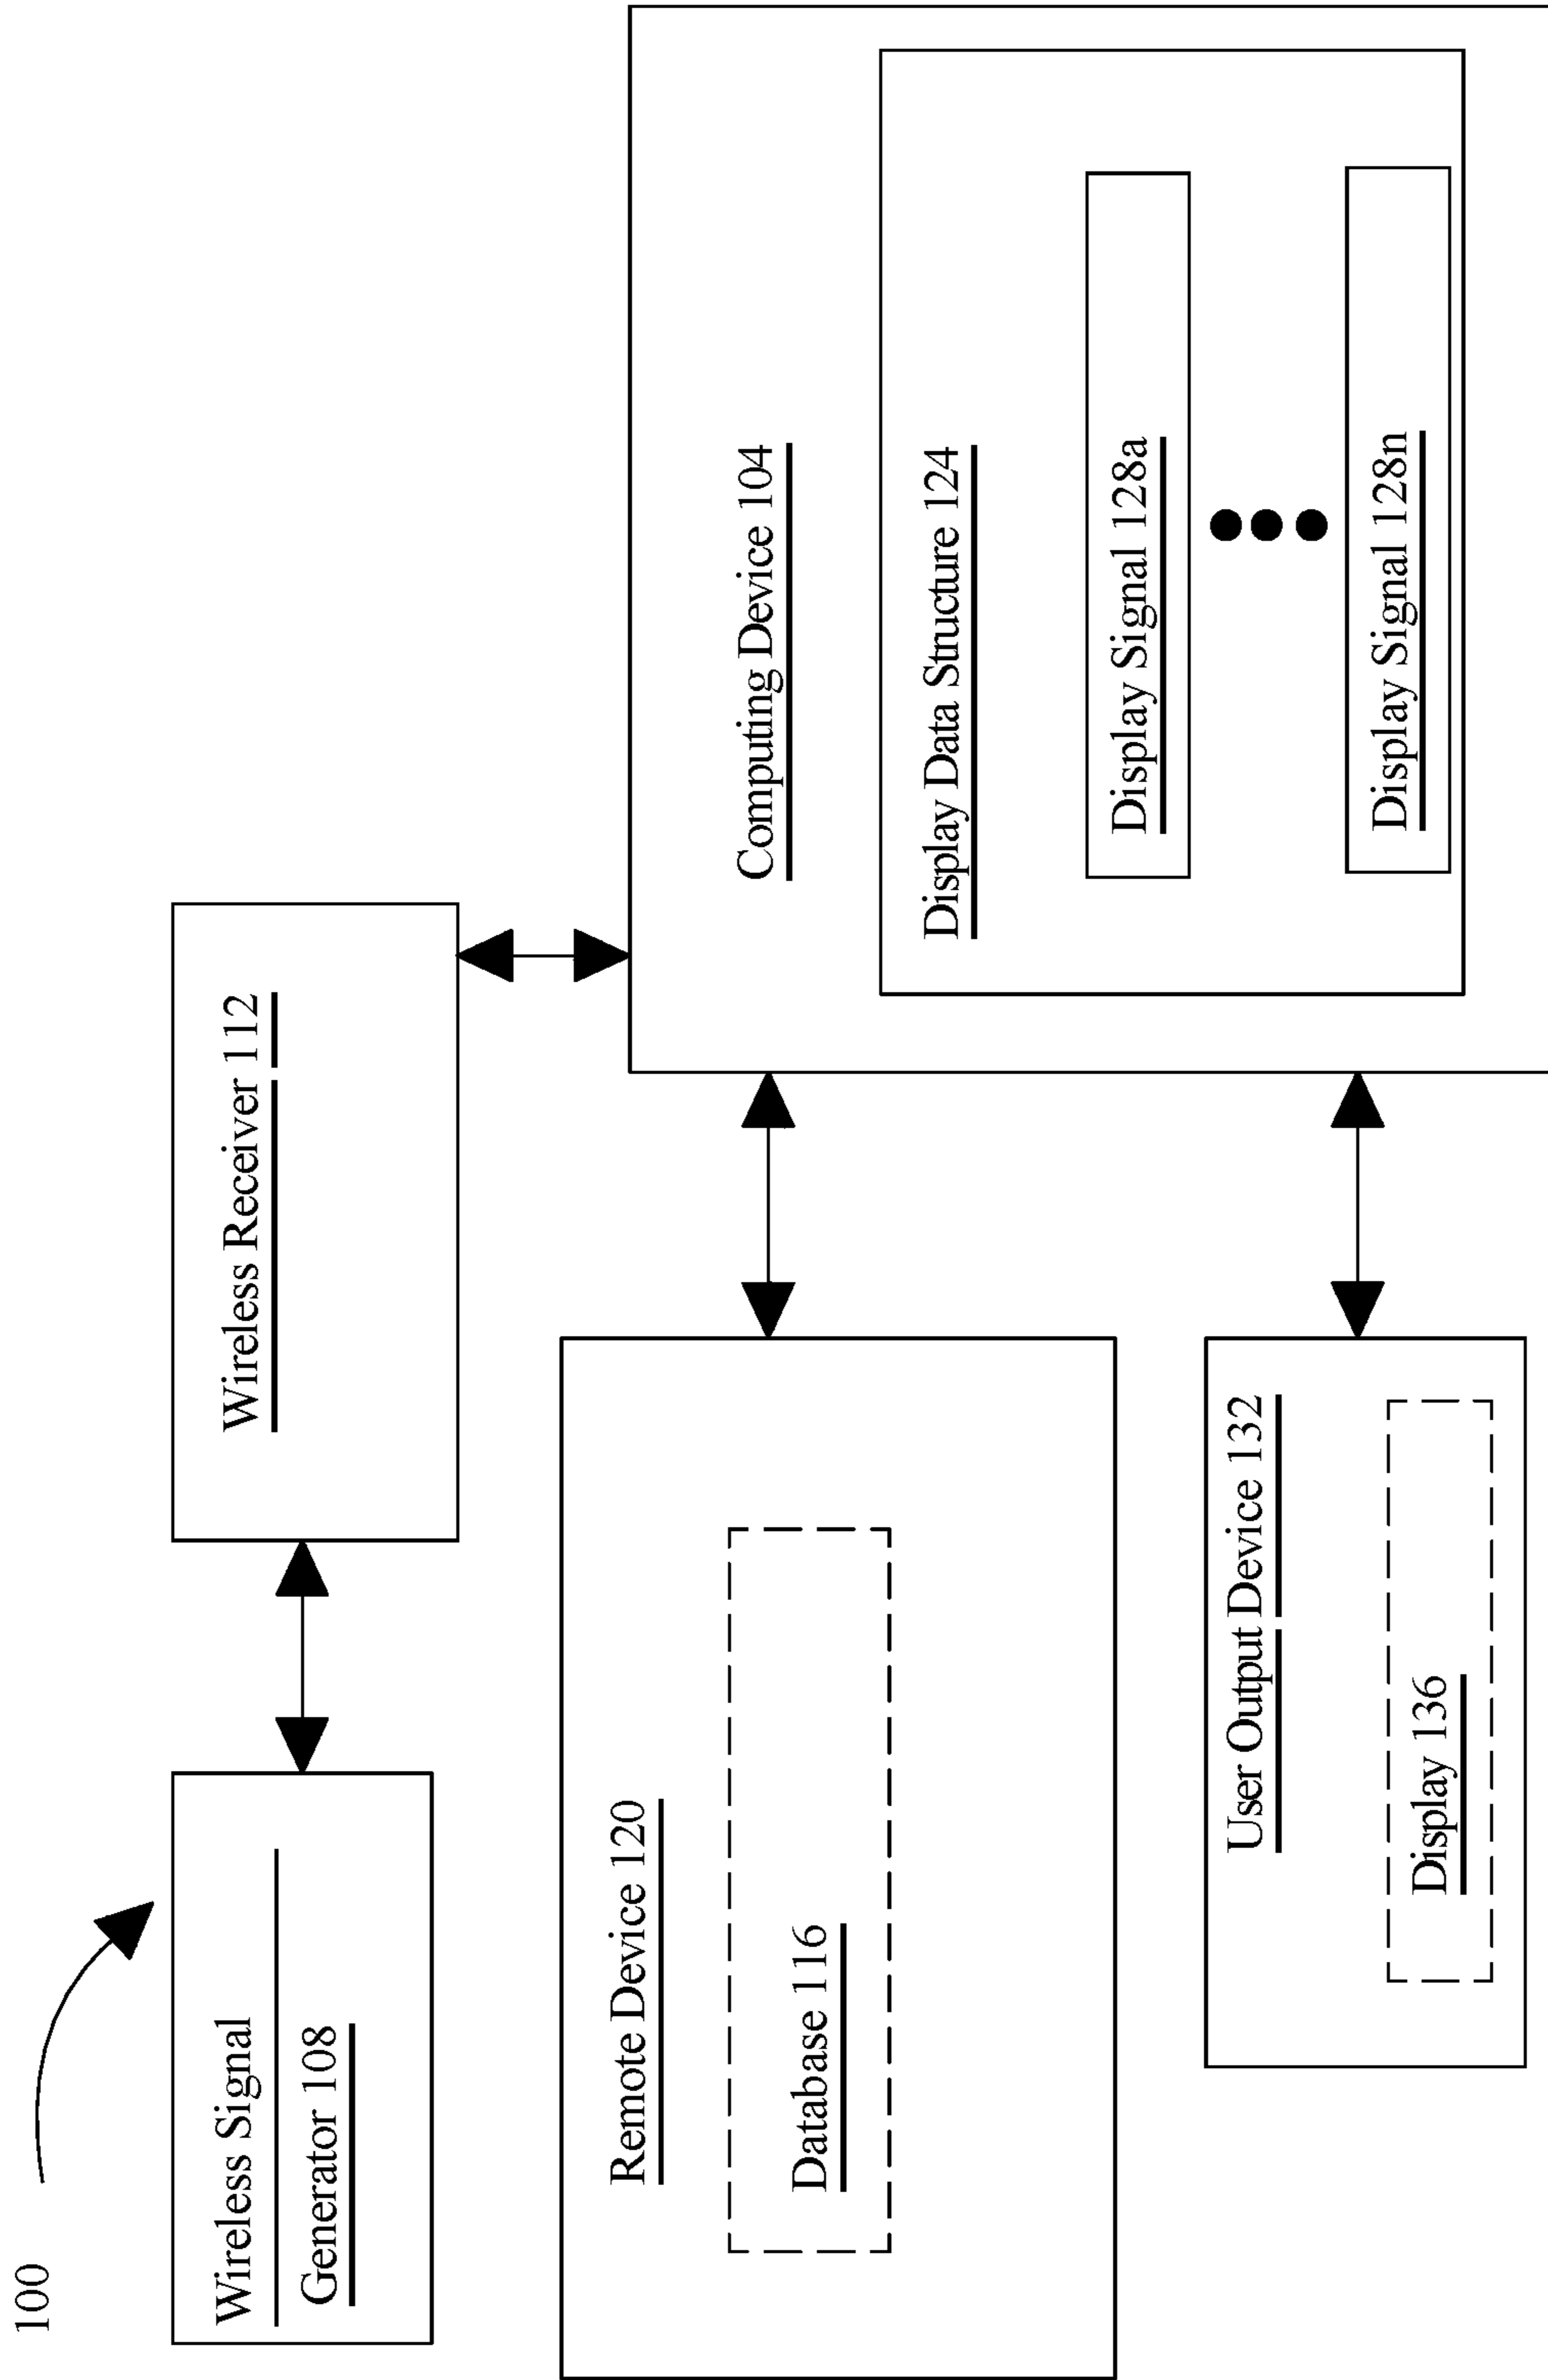 100
Wireless Signal
Generator 108
Wireless Receiver 112
Remote Device 120
Database 116
Computing Device 104
Display Data Structure 124
Display Signal 128a
Display Signal 128n
User Output Device 132
Display 136